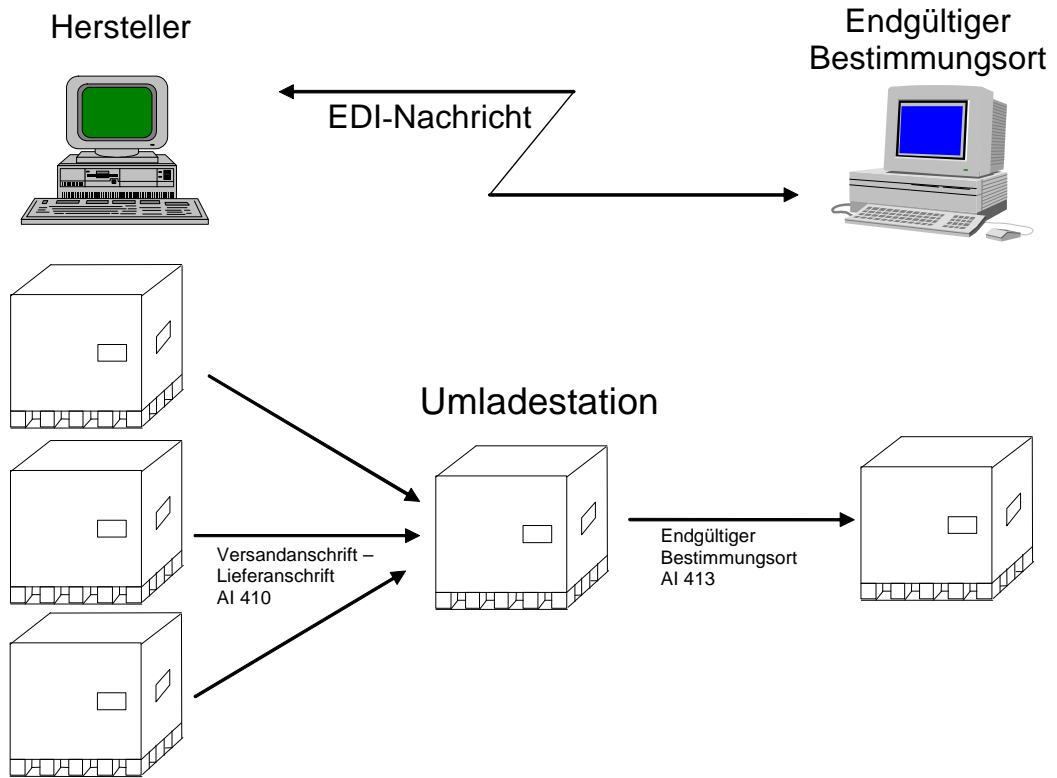 Hersteller
Endgültiger
Bestimmungsort
EDI-Nachricht
Umladestation
Versandanschrift –
Lieferanschrift
AI 410
Endgültiger
Bestimmungsort
AI 413